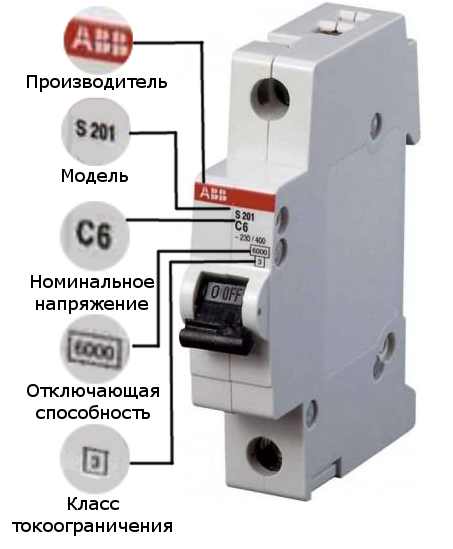 ABB
Производитель
S 201
Модель
C6
Номинальное
напряжение
6000
Отключающая
способность
3
Класс
токоограничения
ABB
S 201
C6
~ 230 / 400
6000
3
O OFF